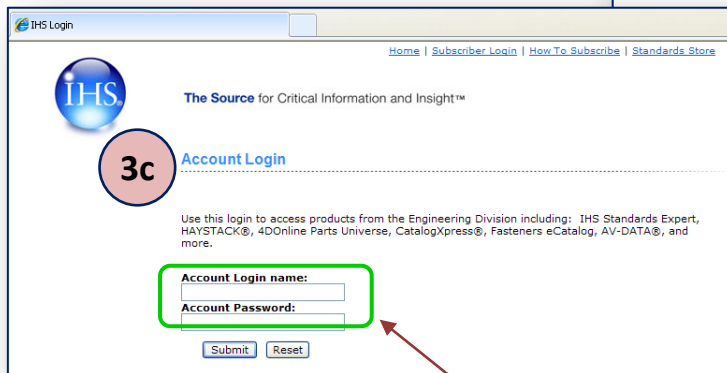 IHS Login
Home | Subscriber Login | How To Subscribe | Standards Store
IHS®
The Source for Critical Information and Insight™
3c
Account Login
Use this login to access products from the Engineering Division including: IHS Standards Expert,
HAYSTACK®, 4DOnline Parts Universe, CatalogXpress®, Fasteners eCatalog, AV-DATA®, and
more.
Account Login name:
Account Password:
Submit Reset